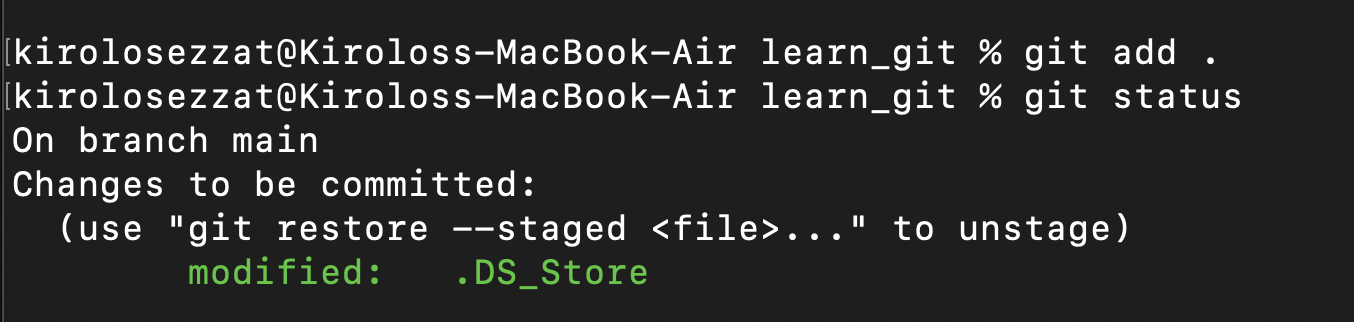 [kirolosezzat@Kiroloss-MacBook-Air learn_git % git add .
[kirolosezzat@Kiroloss-MacBook-Air learn_git % git status
On branch main
Changes to be committed:
  (use "git restore --staged <file>..." to unstage)
        modified:   .DS_Store